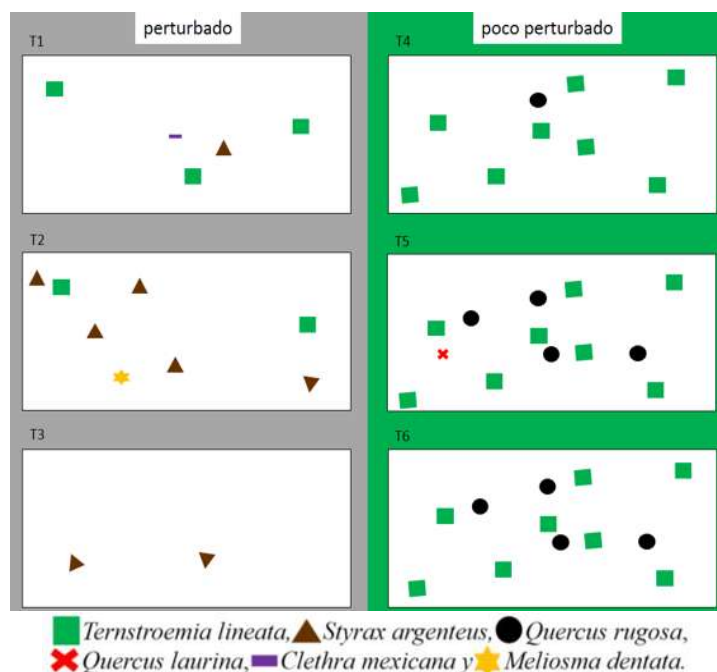 perturbado
poco perturbado
T1
T4
T2
T5
T3
T6
Ternstroemia lineata, Styrax argenteus, Quercus rugosa,
Quercus laurina, Clethra mexicana y Meliosma dentata.